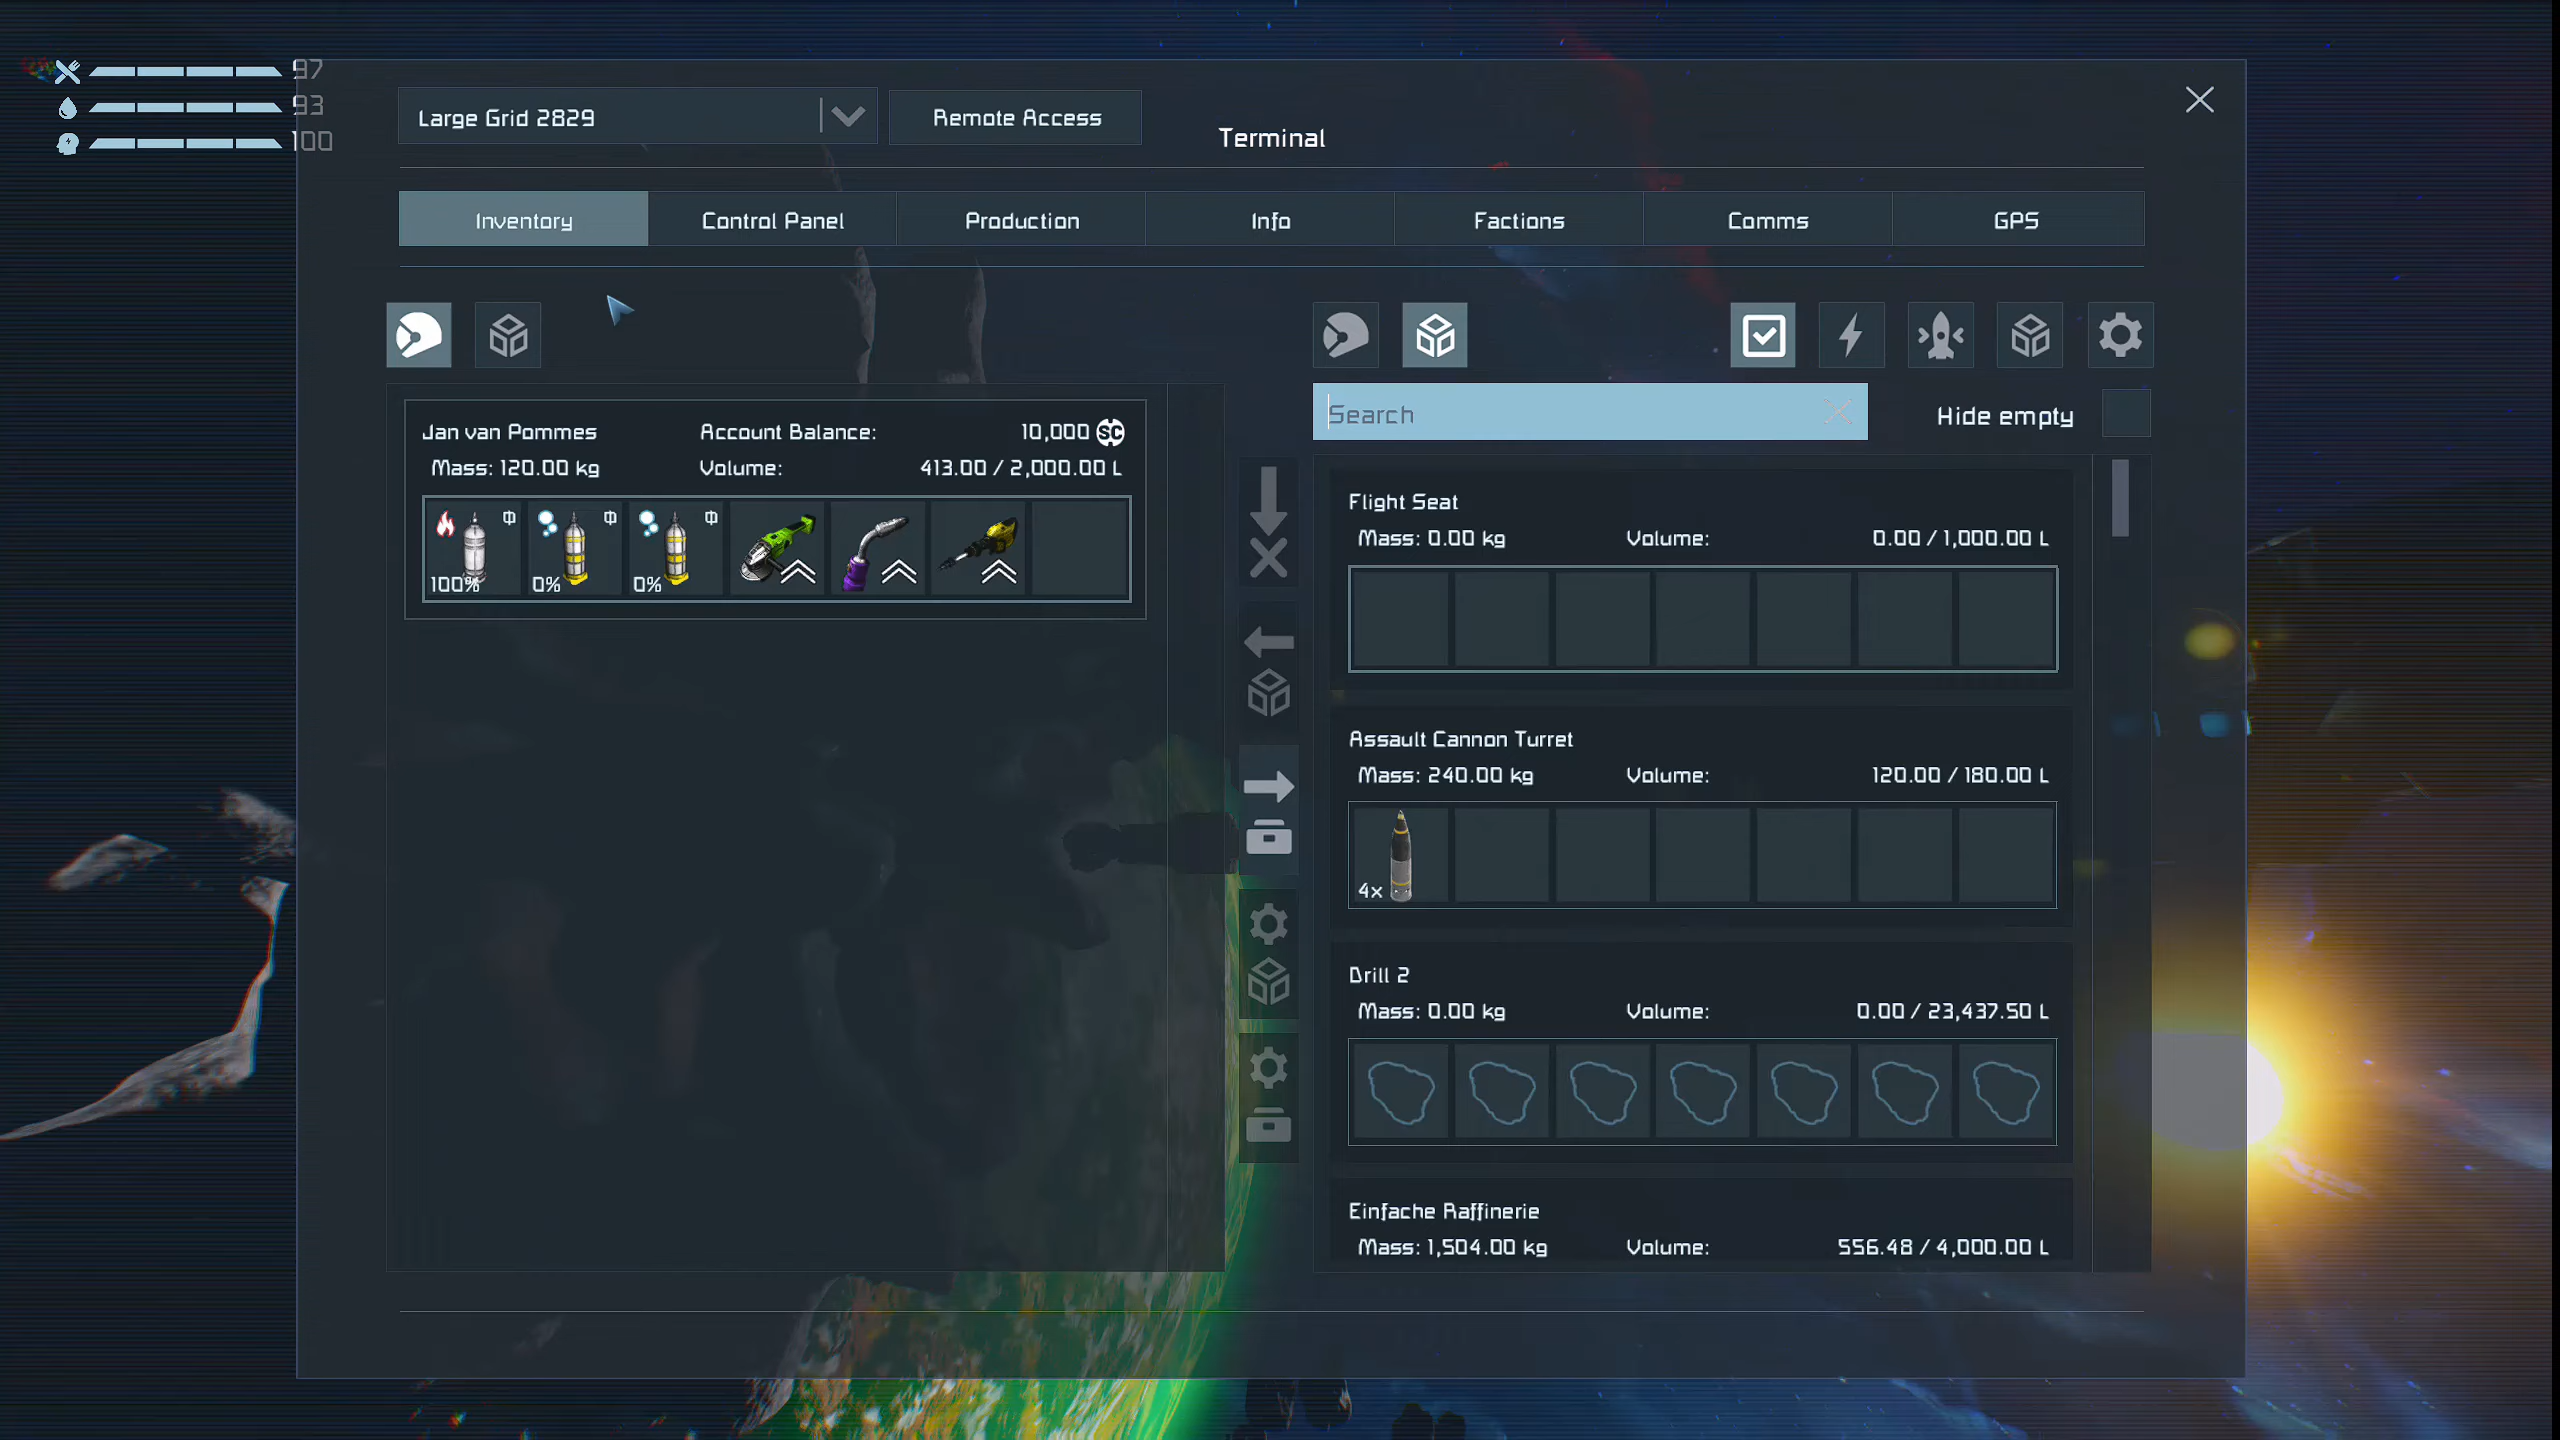 97
93
100
Large Grid 2829
Remote Access
Terminal
Inventory
Control Panel
Production
Info
Factions
Comms
GPS
Search
Hide empty
Jan van Pommes
Account Balance:
10,000 SC
Mass: 120.00 kg
Volume:
413.00 / 2,000.00 L
100%
0%
0%
Flight Seat
Mass: 0.00 kg
Volume:
0.00 / 1,000.00 L
Assault Cannon Turret
Mass: 240.00 kg
Volume:
120.00 / 180.00 L
4x
Drill 2
Mass: 0.00 kg
Volume:
0.00 / 23,437.50 L
Einfache Raffinerie
Mass: 1,504.00 kg
Volume:
556.48 / 4,000.00 L